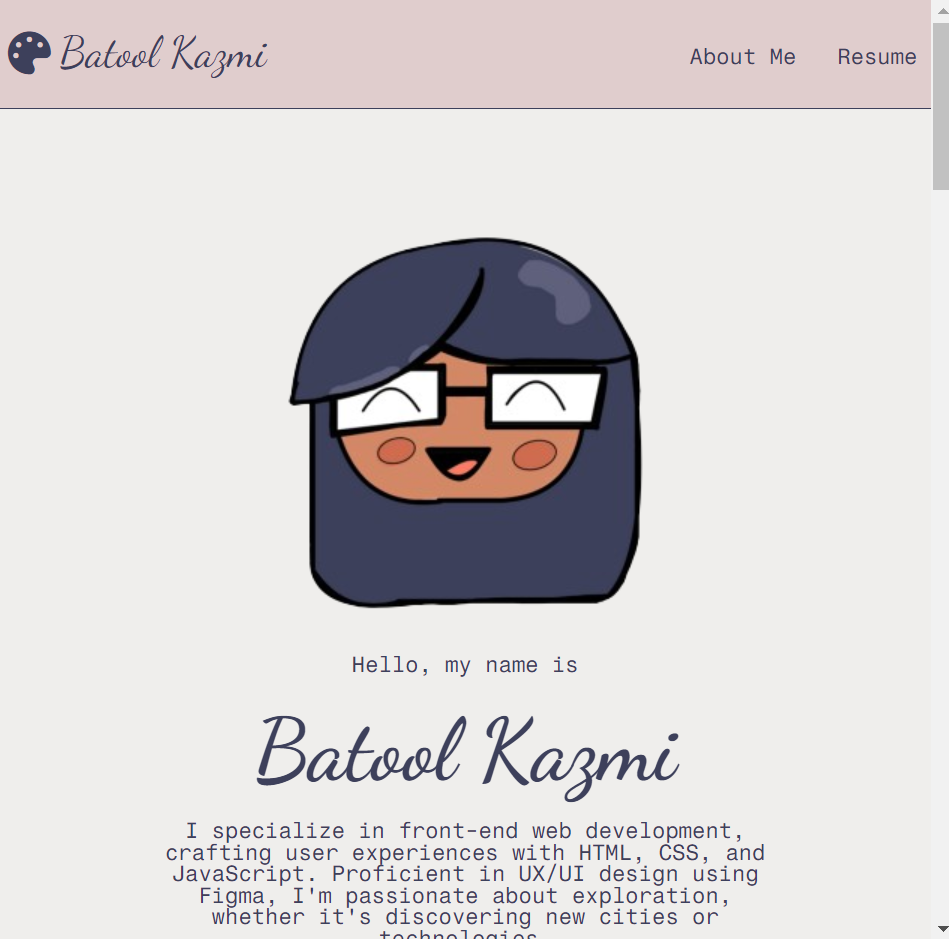 Batool Kazmi
About Me Resume
Hello, my name is
Batool Kazmi
I specialize in front-end web development,
crafting user experiences with HTML, CSS, and
JavaScript. Proficient in UX/UI design using
Figma, I'm passionate about exploration,
whether it's discovering new cities or
technologies.